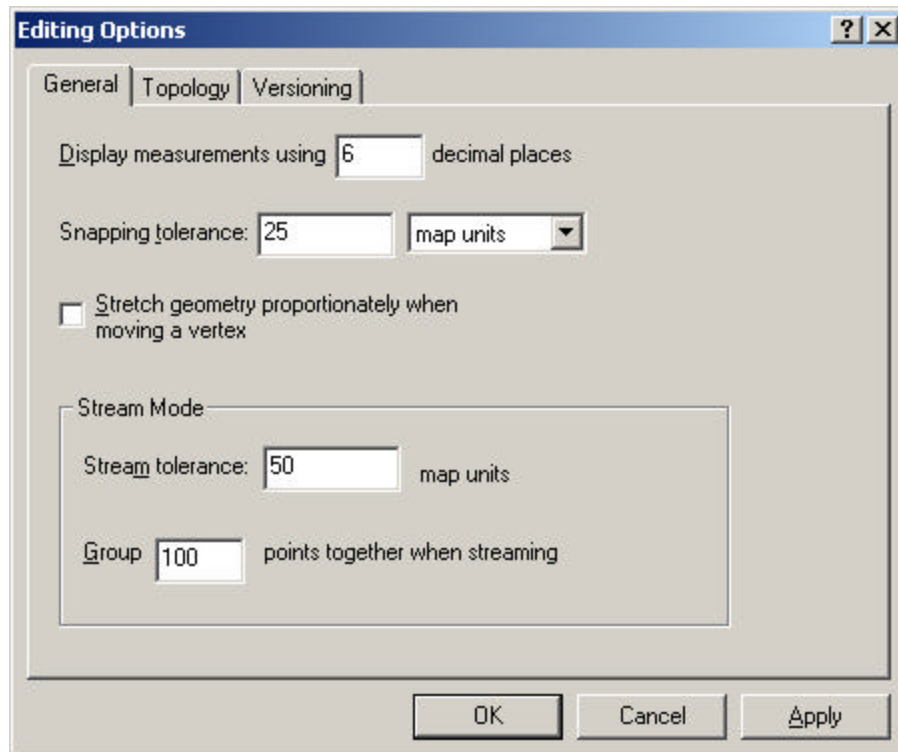 Editing Options
General Topology Versioning
Display measurements using 6 decimal places
Snapping tolerance: 25 map units
Stretch geometry proportionately when
moving a vertex
Stream Mode
Stream tolerance: 50 map units
Group 100 points together when streaming
OK Cancel Apply